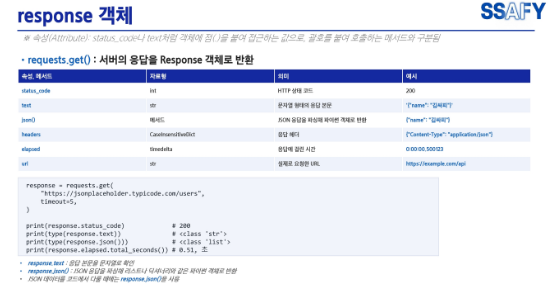 response 객체
SSAFY
※ 속성(Attribute): status_code나 text처럼 객체에 점(.)을 붙여 접근하는 값으로, 괄호를 붙여 호출하는 메서드와 구분됨
• requests.get() : 서버의 응답을 Response 객체로 반환
속성, 메서드 자료형 의미 예시
status_code int HTTP 상태 코드 200
text str 문자열 형태의 응답 본문 '{"name": "김싸피"}'
json() 메서드 JSON 응답을 파싱해 파이썬 객체로 반환 {"name": "김싸피"}
headers CaseInsensitiveDict 응답 헤더 {"Content-Type": "application/json"}
elapsed timedelta 응답에 걸린 시간 0:00:00.500123
url str 실제로 요청한 URL https://example.com/api
response = requests.get(
"https://jsonplaceholder.typicode.com/users",
timeout=5,
)
print(response.status_code) # 200
print(type(response.text)) # <class 'str'>
print(type(response.json())) # <class 'list'>
print(response.elapsed.total_seconds()) # 0.51, 초
• response.text : 응답 본문을 문자열로 확인
• response.json() : JSON 응답을 파싱해 리스트나 딕셔너리와 같은 파이썬 객체로 반환
• JSON 데이터를 코드에서 다룰 때에는 response.json()을 사용